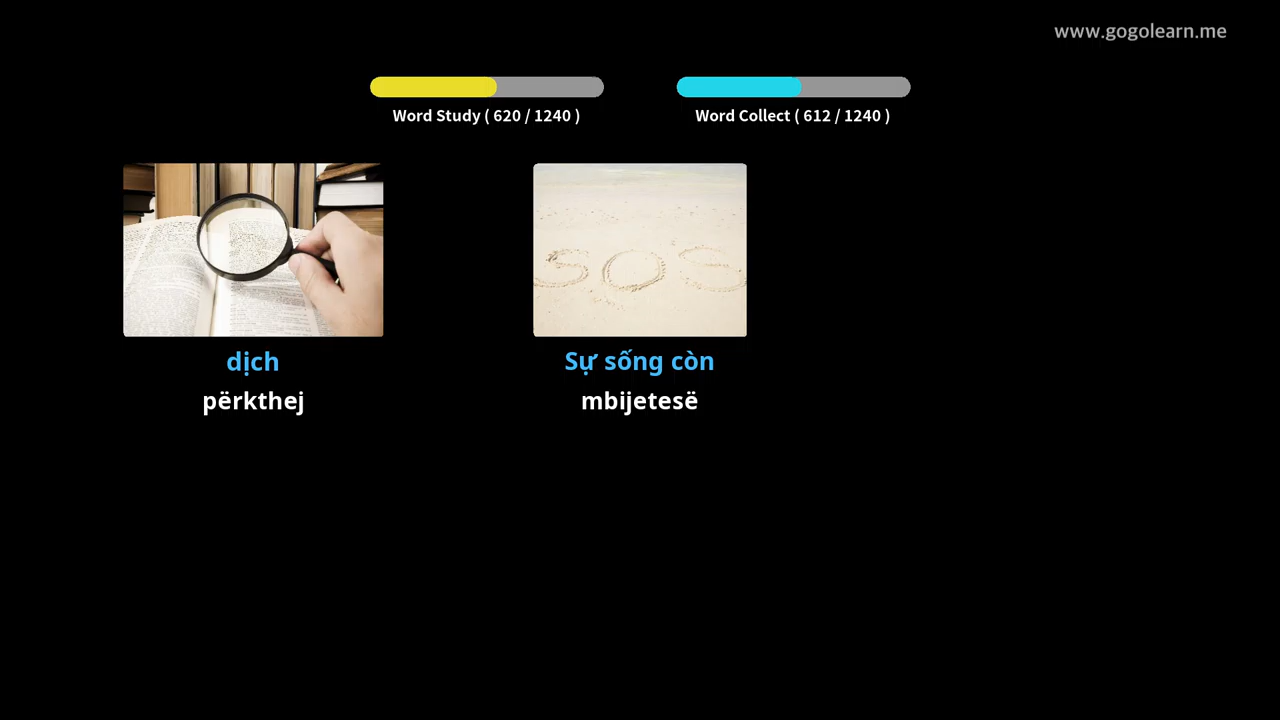 www.gogolearn.me
Word Study ( 620 / 1240 )
Word Collect ( 612 / 1240 )
SOS
dịch
Sự sống còn
përkthej
mbijetesë